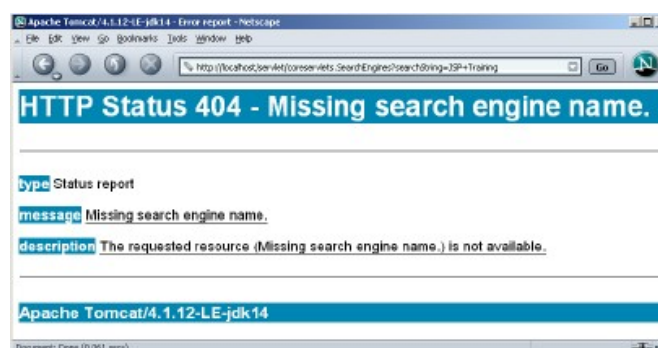 Apache Tomcat/4.1.12-LE-jdk14 - Error report - Netscape
File Edit View Go Bookmarks Tools Window Help
http://localhost/servlet/coreservlets.SearchEngines?searchString=JSP+Training Go N
HTTP Status 404 - Missing search engine name.
type Status report
message Missing search engine name.
description The requested resource (Missing search engine name.) is not available.
Apache Tomcat/4.1.12-LE-jdk14
Document: Done